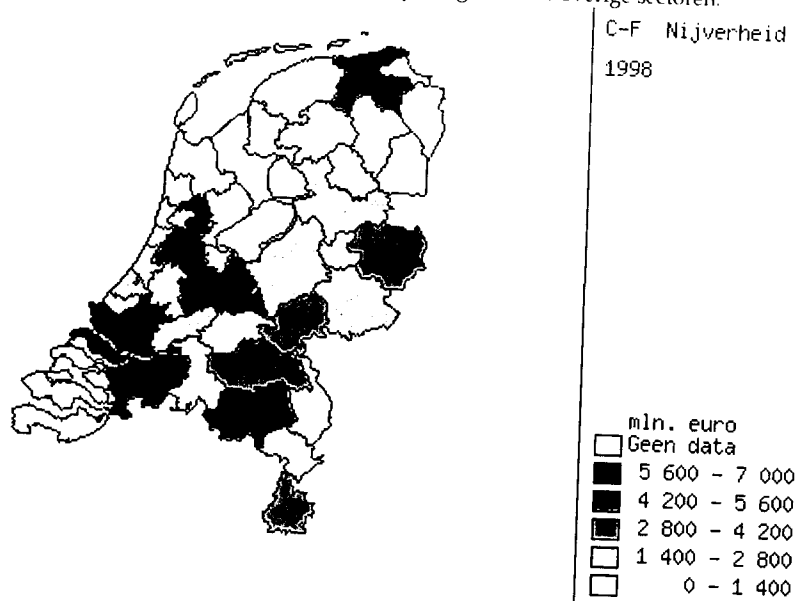 sectoren.
C-F Nijverheid
1998
mln. euro
Geen data
5 600 - 7 000
4 200 - 5 600
2 800 - 4 200
1 400 - 2 800
0 - 1 400